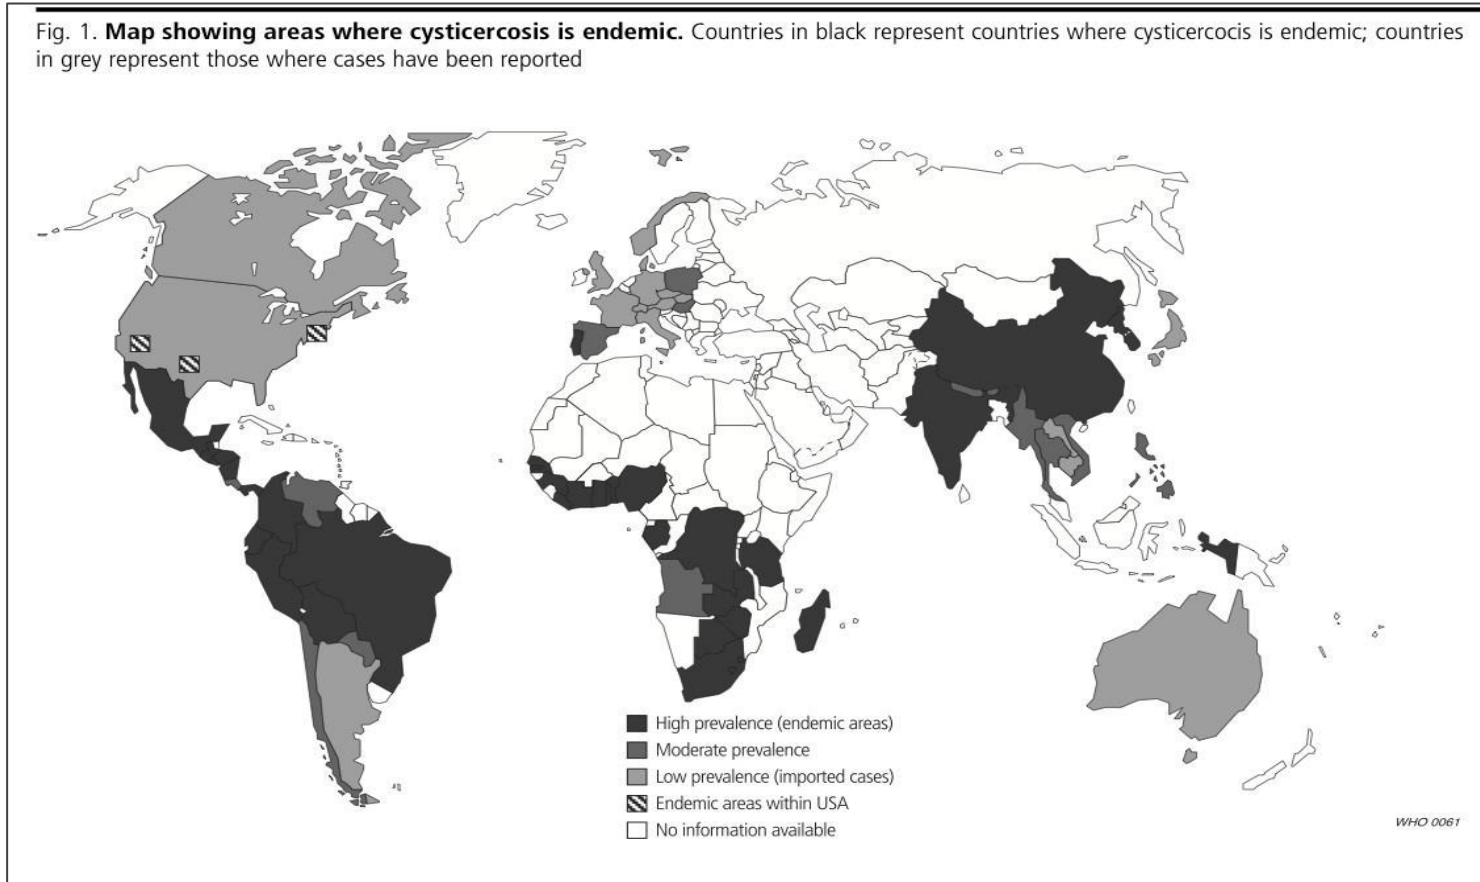 Fig. 1. Map showing areas where cysticercosis is endemic. Countries in black represent countries where cysticercocis is endemic; countries
in grey represent those where cases have been reported
High prevalence (endemic areas)
Moderate prevalence
Low prevalence (imported cases)
Endemic areas within USA
No information available
WHO 0061